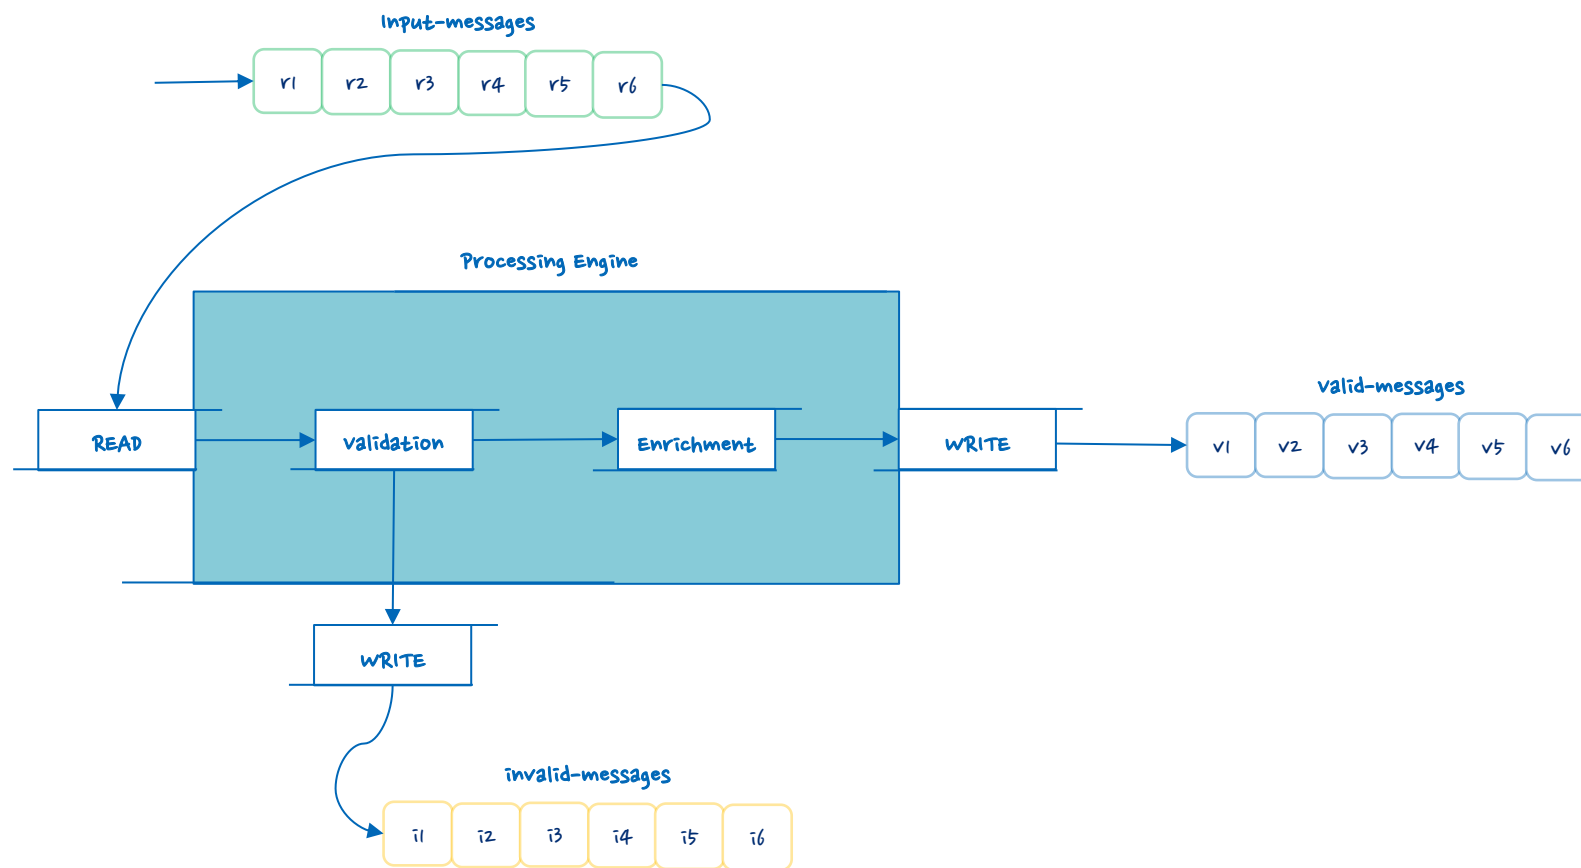 Input-messages
r1 r2 r3 r4 r5 r6
Processing Engine
valid-messages
READ
validation
Enrichment
WRITE
v1 v2 v3 v4 v5 v6
WRITE
invalid-messages
i1 i2 i3 i4 i5 i6